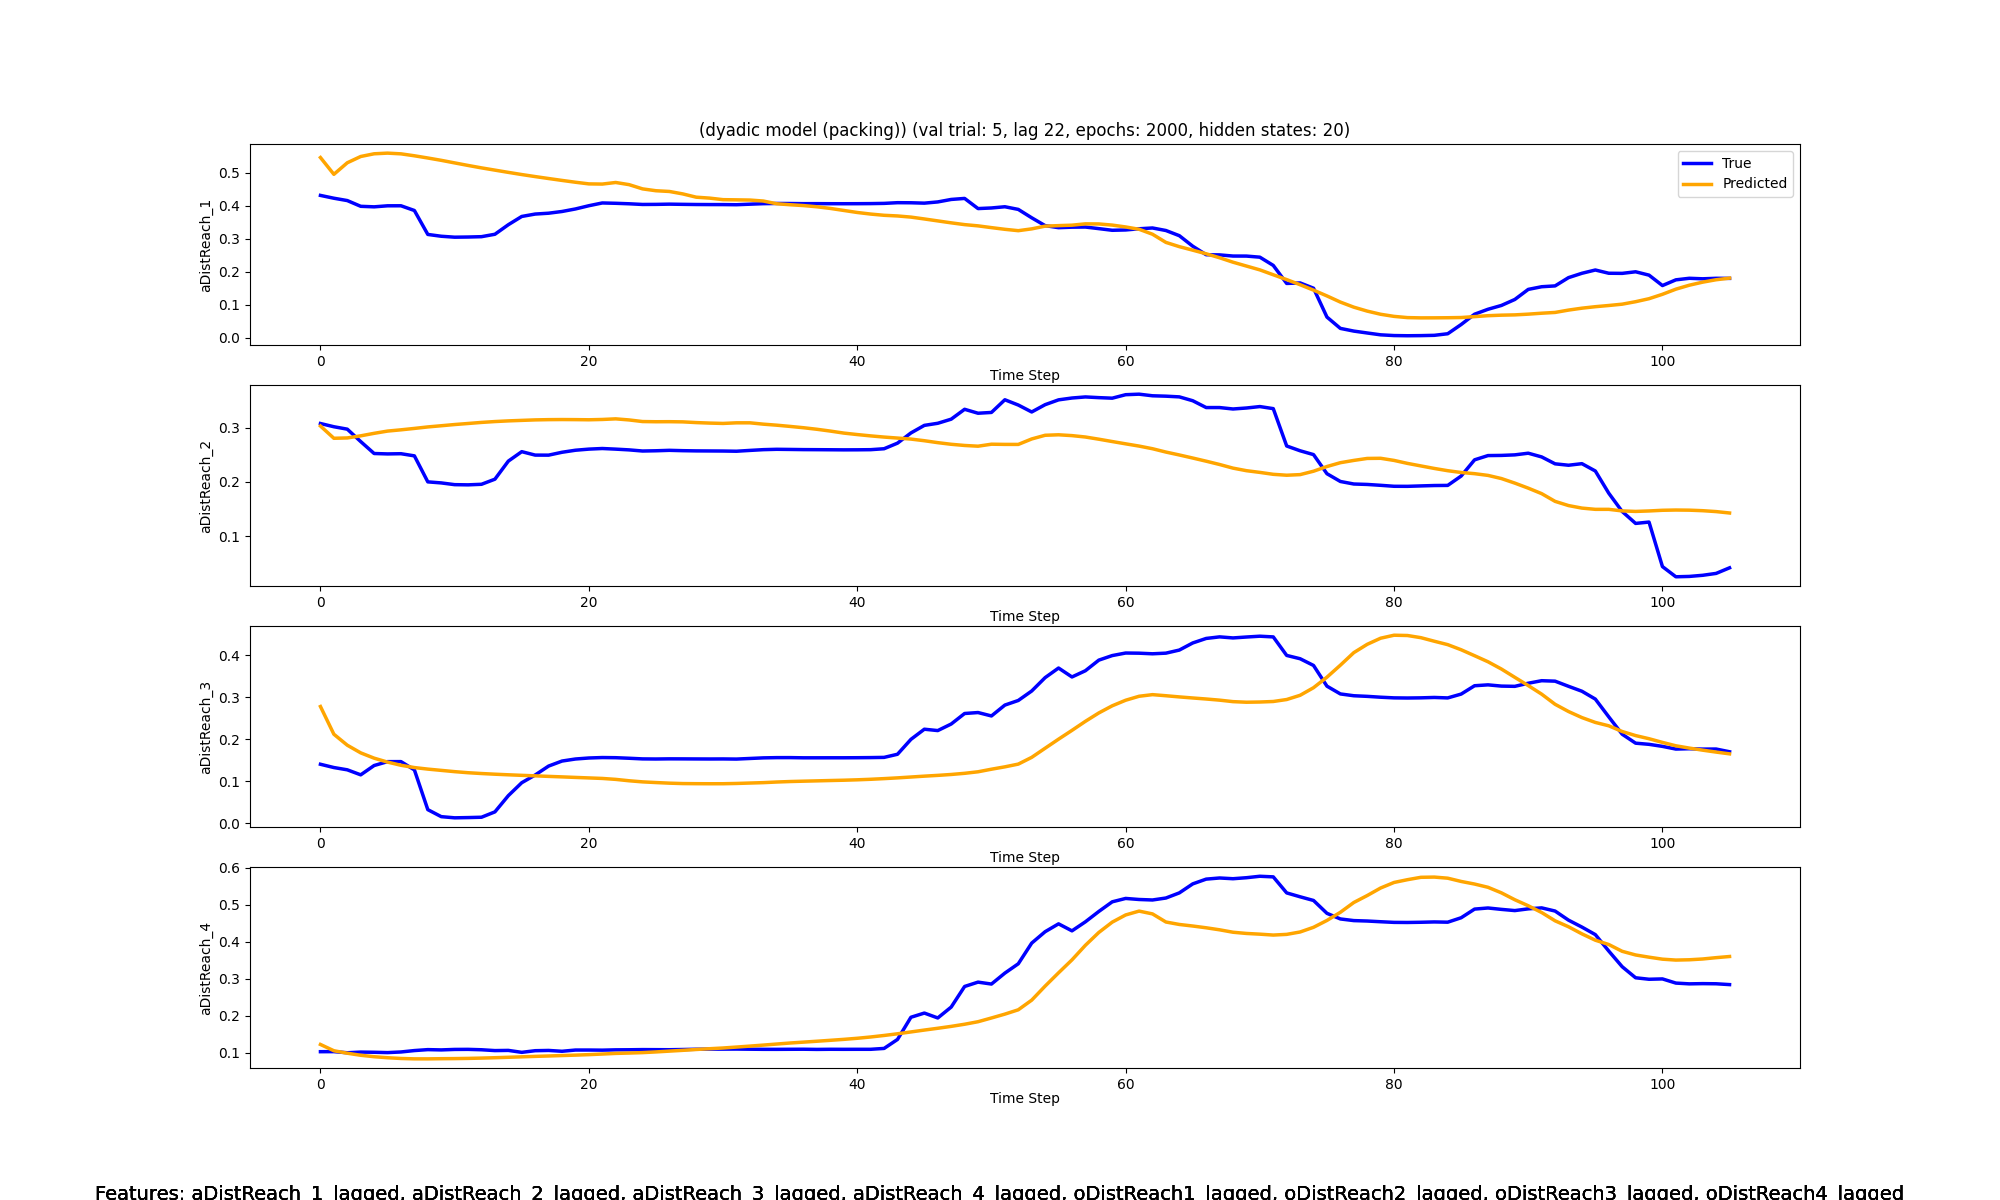 (dyadic model (packing)) (val trial: 5, lag 22, epochs: 2000, hidden states: 20)
True
Predicted
aDistReach_1
0.5
0.4
0.3
0.2
0.1
0.0
0 20 40 60 80 100
Time Step
aDistReach_2
0.3
0.2
0.1
0 20 40 60 80 100
Time Step
aDistReach_3
0.4
0.3
0.2
0.1
0.0
0 20 40 60 80 100
Time Step
aDistReach_4
0.6
0.5
0.4
0.3
0.2
0.1
0 20 40 60 80 100
Time Step
Features: aDistReach_1_lagged, aDistReach_2_lagged, aDistReach_3_lagged, aDistReach_4_lagged, oDistReach1_lagged, oDistReach2_lagged, oDistReach3_lagged, oDistReach4_lagged